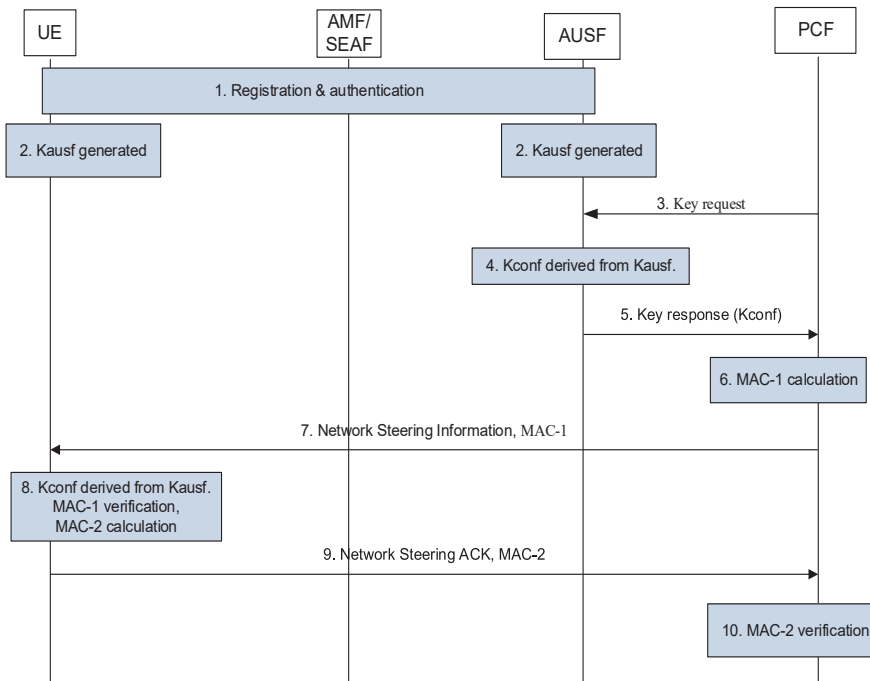 UE
AMF/
SEAF
AUSF
PCF
1. Registration & authentication
2. Kausf generated
2. Kausf generated
3. Key request
4. Kconf derived from Kausf.
5. Key response (Kconf)
6. MAC-1 calculation
7. Network Steering Information, MAC-1
8. Kconf derived from Kausf.
MAC-1 verification,
MAC-2 calculation
9. Network Steering ACK, MAC-2
10. MAC-2 verification